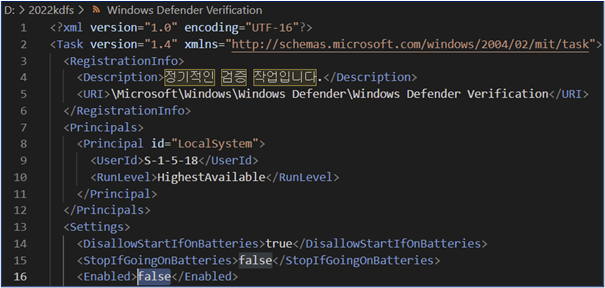 D: > 2022kdfs > Windows Defender Verification
1 <?xml version="1.0" encoding="UTF-16"?>
2 <Task version="1.4" xmlns="http://schemas.microsoft.com/windows/2004/02/mit/task">
3 <RegistrationInfo>
4 <Description>정기적인 검증 작업입니다.</Description>
5 <URI>\Microsoft\Windows\Windows Defender\Windows Defender Verification</URI>
6 </RegistrationInfo>
7 <Principals>
8 <Principal id="LocalSystem">
9 <UserId>S-1-5-18</UserId>
10 <RunLevel>HighestAvailable</RunLevel>
11 </Principal>
12 </Principals>
13 <Settings>
14 <DisallowStartIfOnBatteries>true</DisallowStartIfOnBatteries>
15 <StopIfGoingOnBatteries>false</StopIfGoingOnBatteries>
16 <Enabled>false</Enabled>